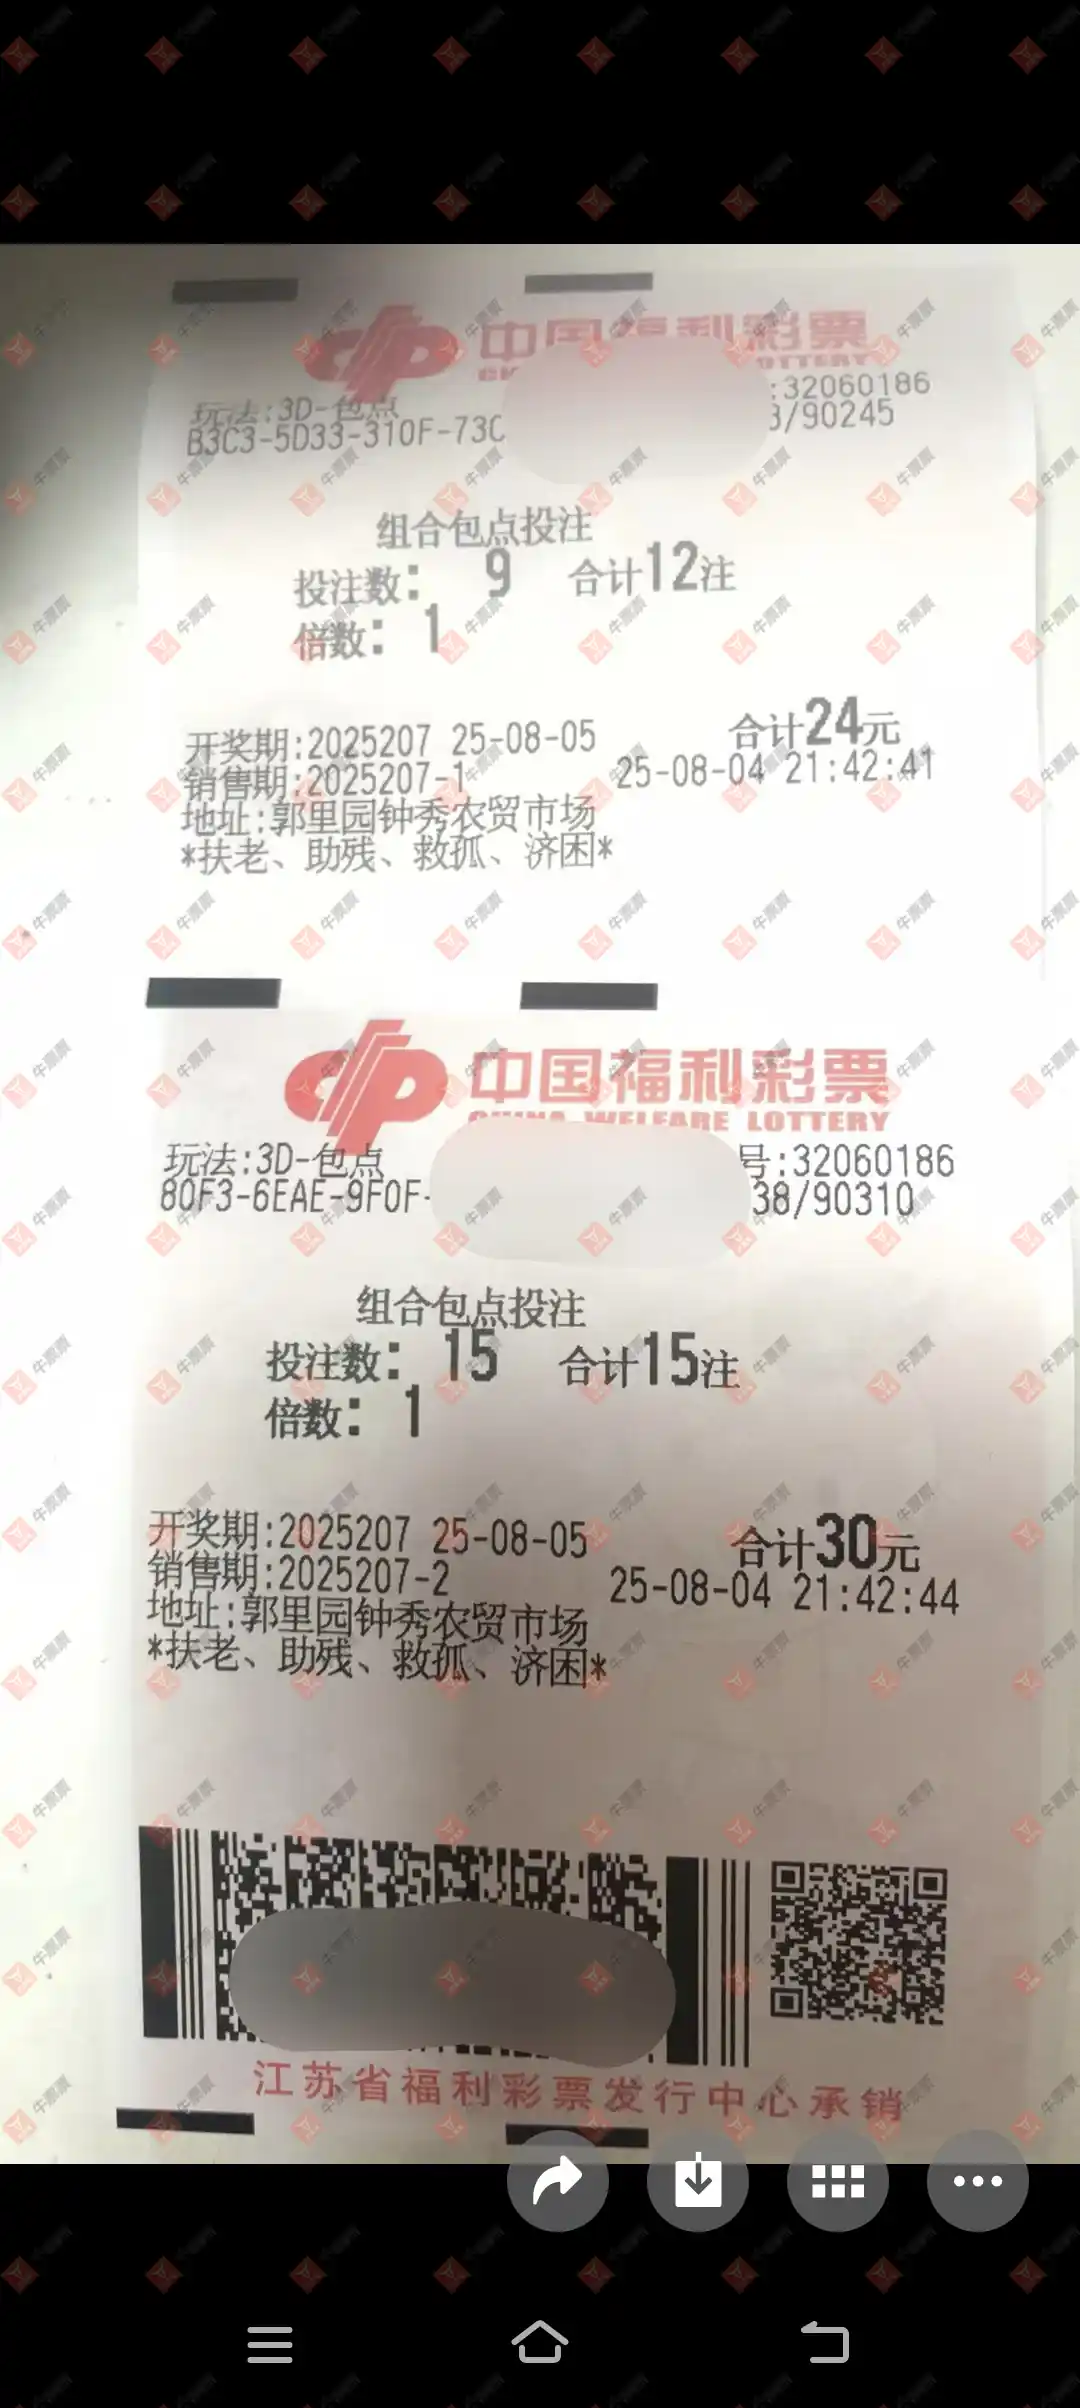 中国福利彩票
玩法:3D-包点
:32060186
B3C3-5D33-310F-73C
3/90245
组合包点投注
投注数: 9 合计12注
倍数: 1
开奖期:2025207 25-08-05 合计24元
销售期:2025207-1 25-08-04 21:42:41
地址:郭里园钟秀农贸市场
*扶老、助残、救孤、济困*
中国福利彩票
CHINA WELFARE LOTTERY
玩法:3D-包点
号:32060186
80F3-6EAE-9F0F-
38/90310
组合包点投注
投注数: 15 合计15注
倍数: 1
开奖期:2025207 25-08-05 合计30元
销售期:2025207-2 25-08-04 21:42:44
地址:郭里园钟秀农贸市场
*扶老、助残、救孤、济困*
江苏省福利彩票发行中心承销
牛票票